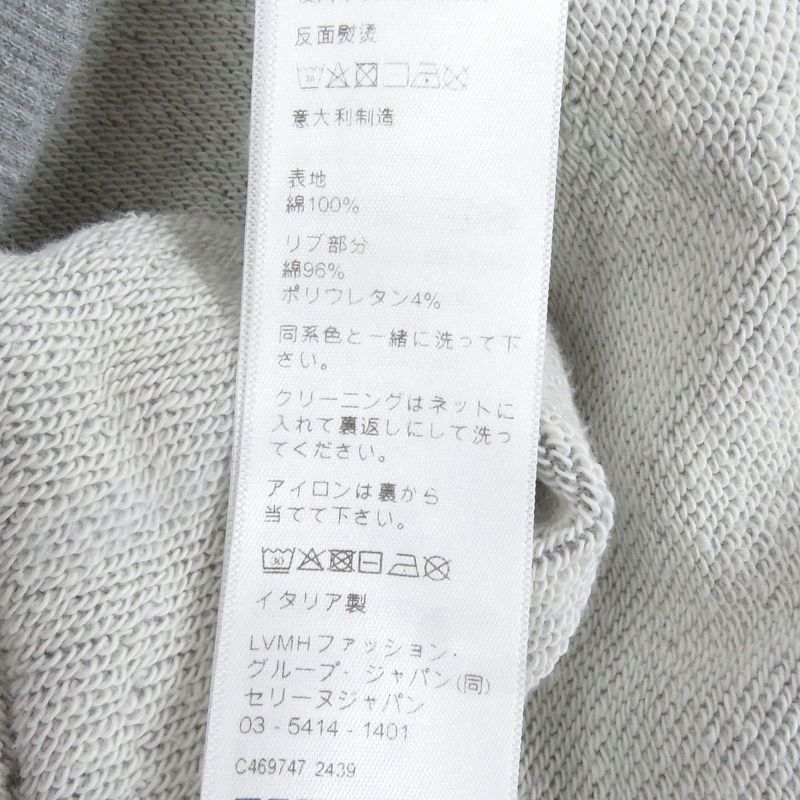 反面熨烫
意大利制造
表地
綿100%
リブ部分
綿96%
ポリウレタン4%
同系色と一緒に洗って下
さい。
クリーニングはネットに
入れて裏返しにして洗っ
てください。
アイロンは裏から
当てて下さい。
30
イタリア製
LVMHファッション・
グループ・ジャパン(同)
セリーヌジャパン
03 - 5414 - 1401
C469747 2439